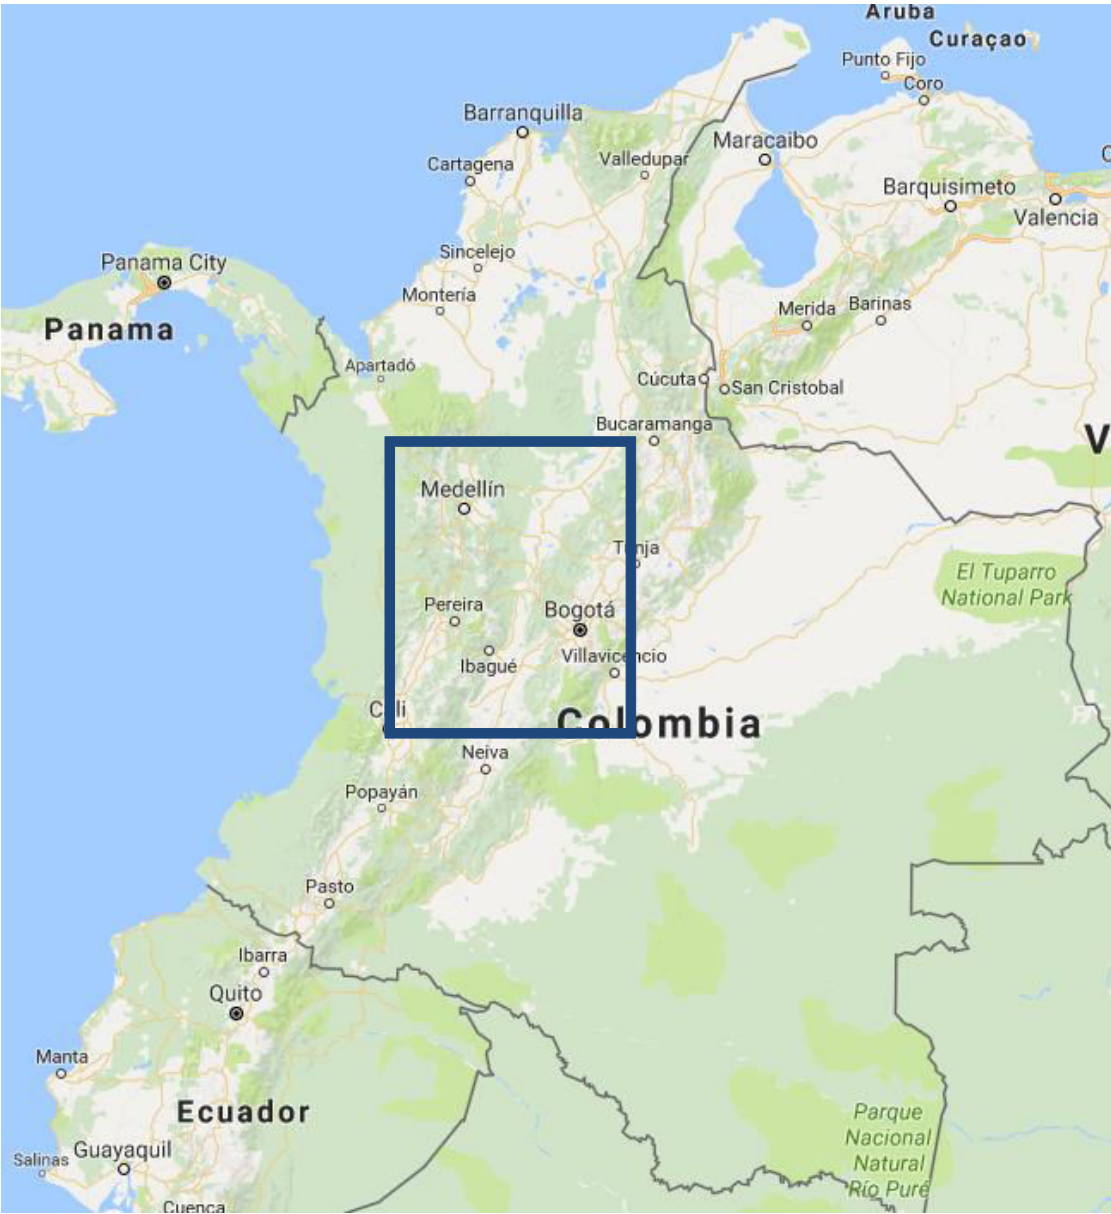 Aruba
Curaçao
Punto Fijo
Coro
Barranquilla
Maracaibo
Cartagena
Valledupar
Barquisimeto
Valencia
Sincelejo
Panama City
Montería
Merida
Barinas
Panama
Apartadó
Cúcuta
San Cristobal
Bucaramanga
V
Medellín
Tunja
El Tuparro
National Park
Pereira
Bogotá
Ibagué
Villavicencio
Cali
Colombia
Neiva
Popayán
Pasto
Ibarra
Quito
Manta
Ecuador
Parque
Nacional
Natural
Río Puré
Guayaquil
Salinas
Cuenca